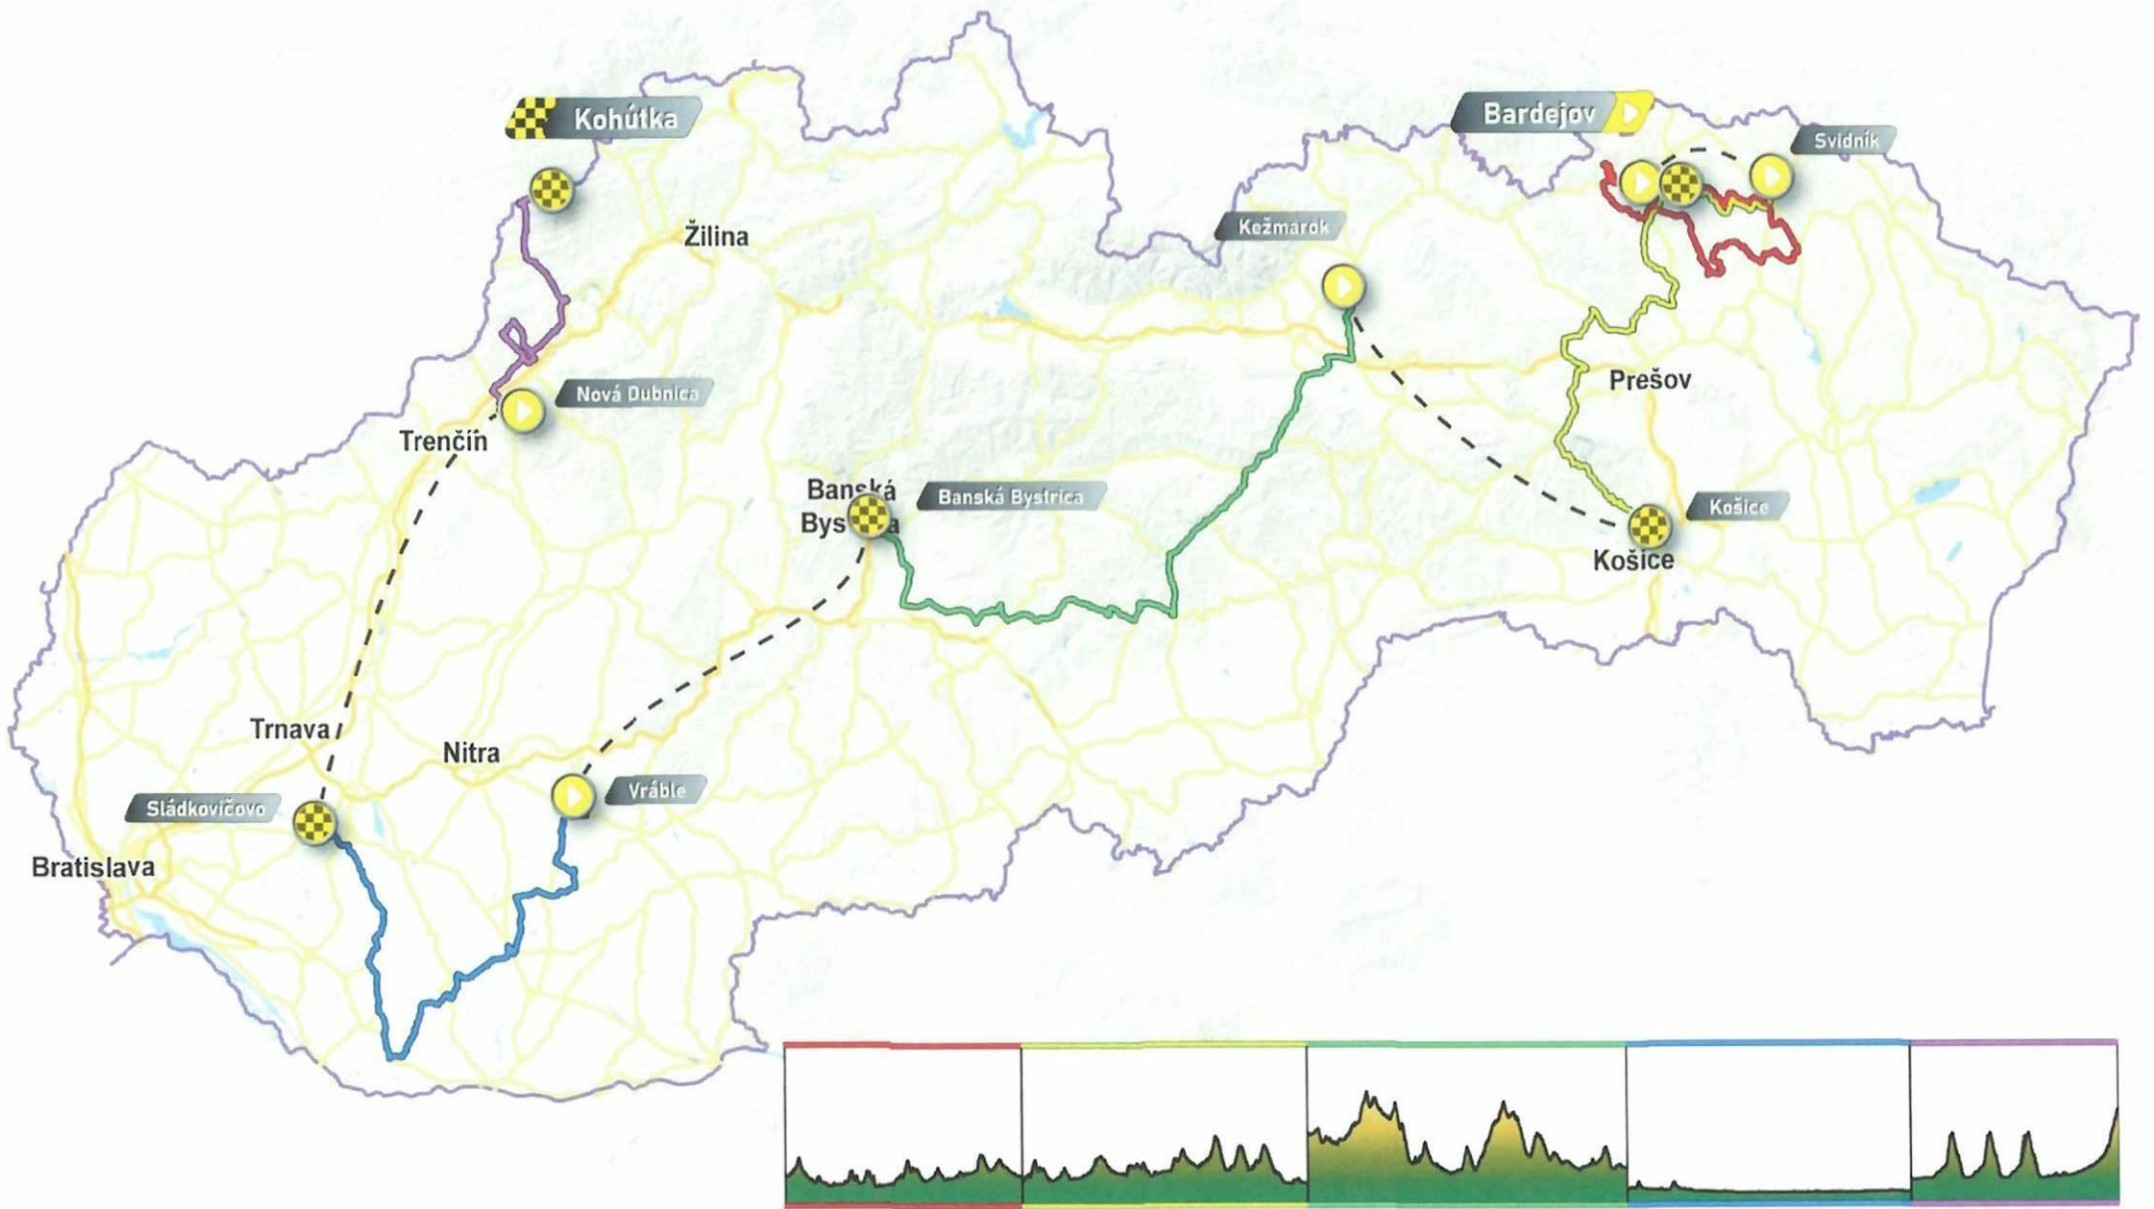 Kohútka
Bardejov
Svidník
Kežmarok
Žilina
Nová Dubnica
Prešov
Trenčín
Banská
Bys a
Banská Bystrica
Košice
Košice
Trnava
Nitra
Vráble
Sládkovičovo
Bratislava